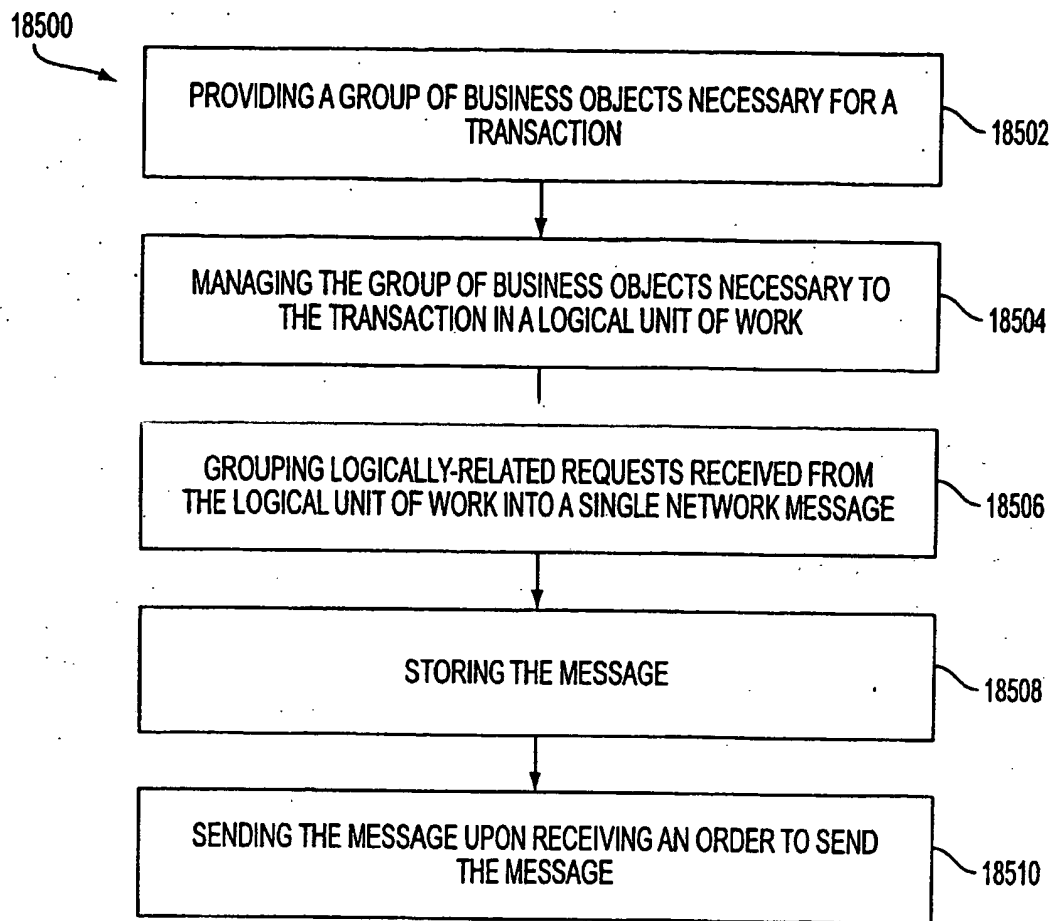 18500
PROVIDING A GROUP OF BUSINESS OBJECTS NECESSARY FOR A
TRANSACTION
18502
MANAGING THE GROUP OF BUSINESS OBJECTS NECESSARY TO
THE TRANSACTION IN A LOGICAL UNIT OF WORK
18504
GROUPING LOGICALLY-RELATED REQUESTS RECEIVED FROM
THE LOGICAL UNIT OF WORK INTO A SINGLE NETWORK MESSAGE
18506
STORING THE MESSAGE
18508
SENDING THE MESSAGE UPON RECEIVING AN ORDER TO SEND
THE MESSAGE
18510